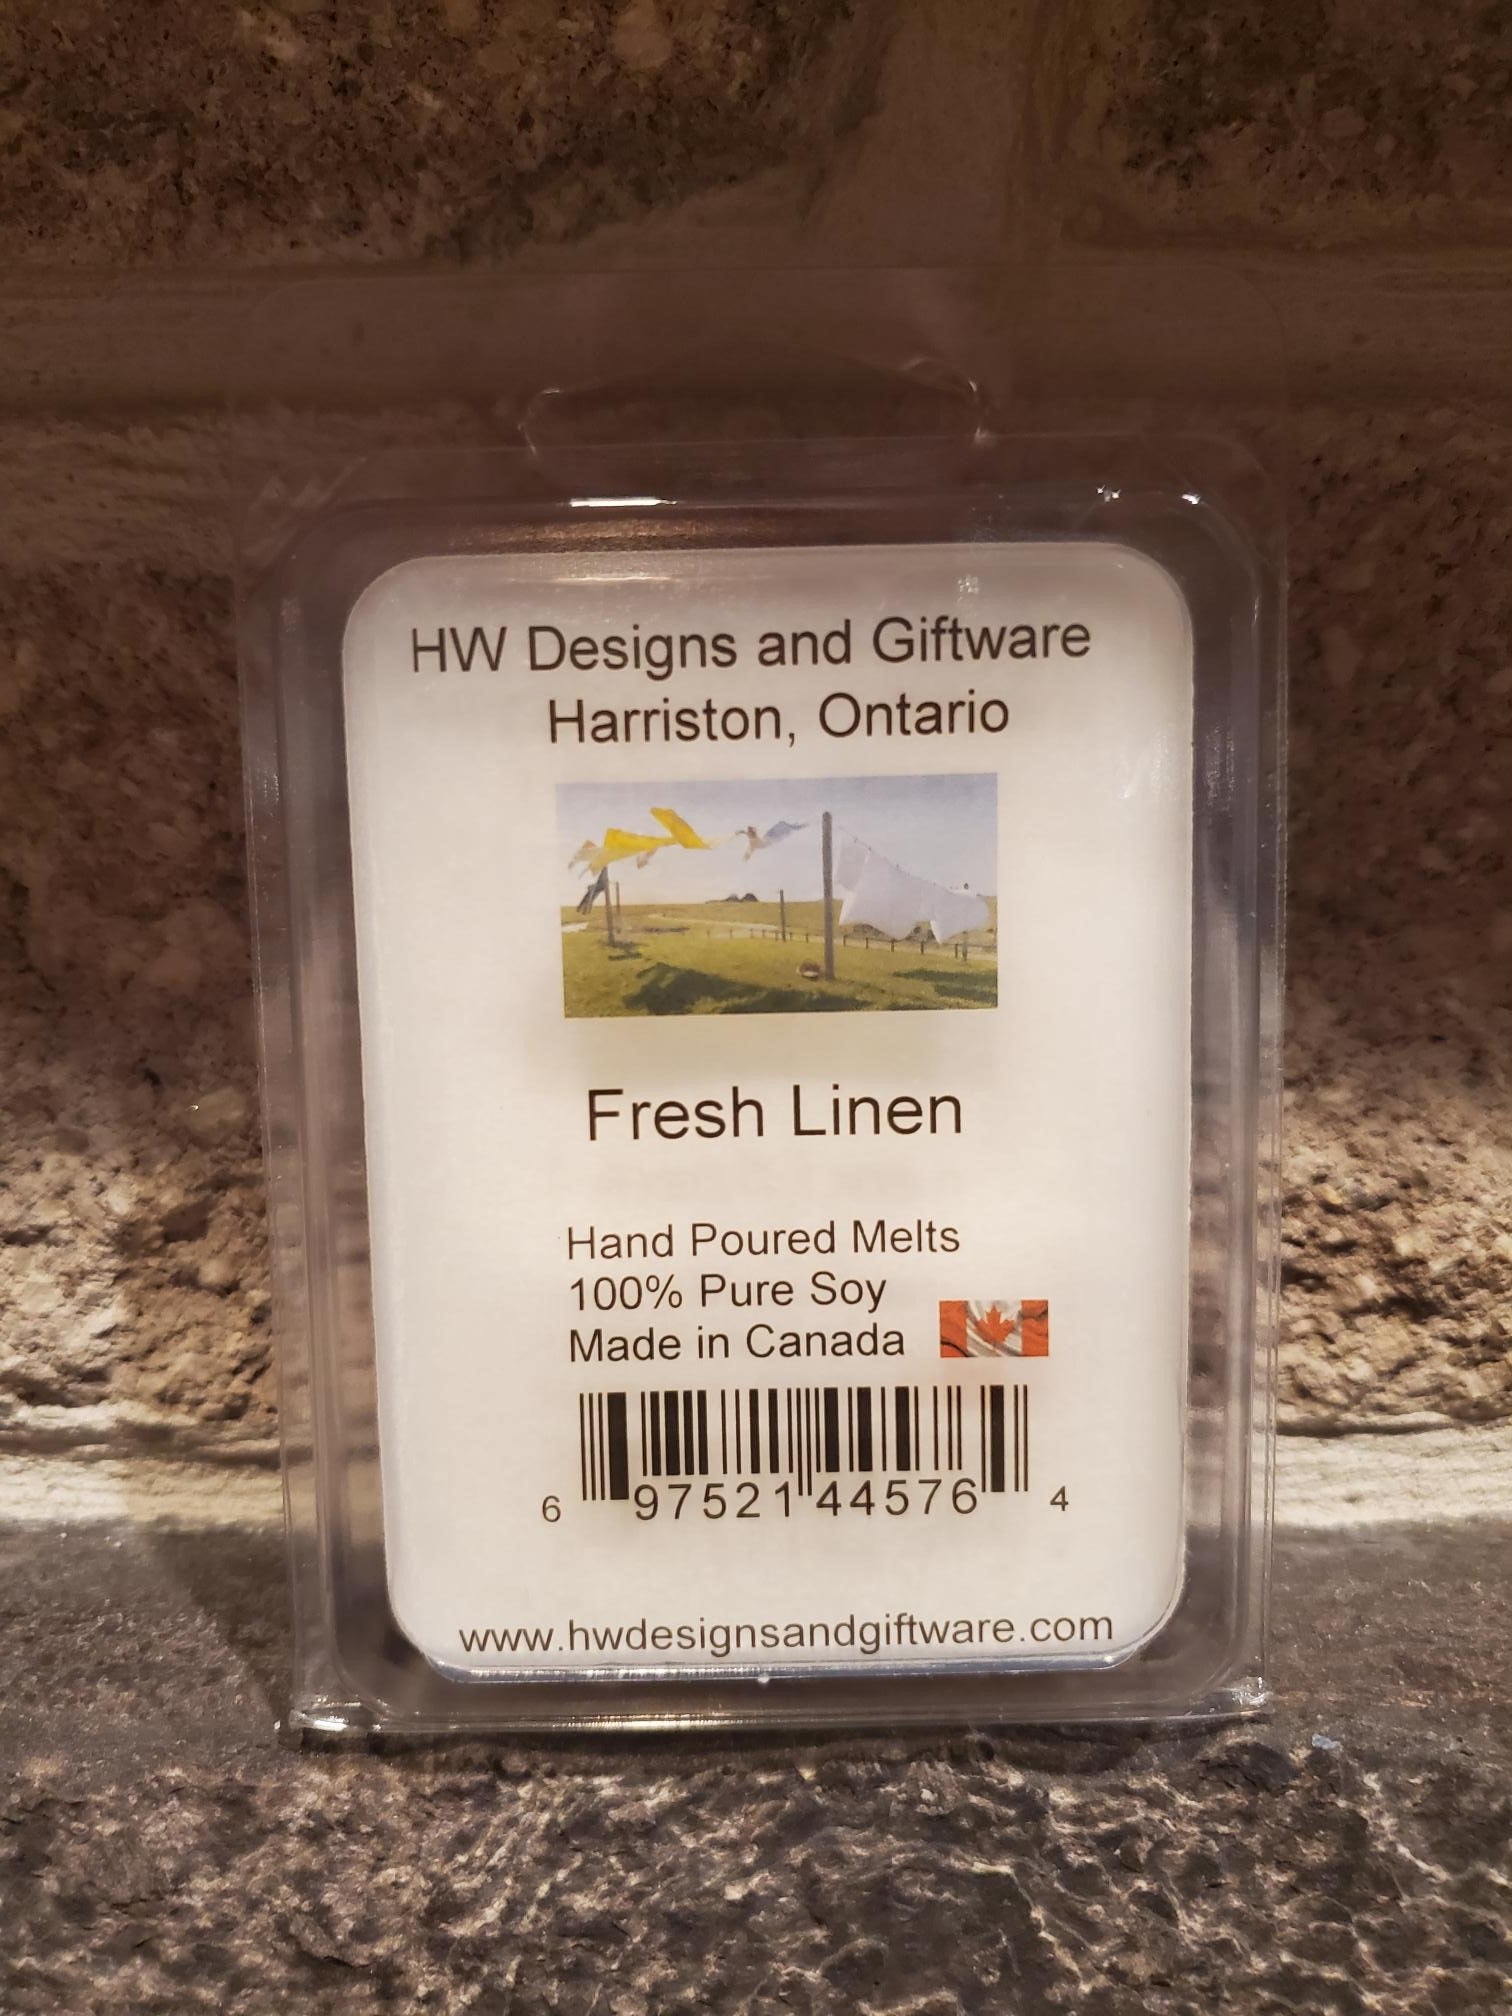 HW Designs and Giftware
Harriston, Ontario
Fresh Linen
Hand Poured Melts
100% Pure Soy
Made in Canada
6 97521 44576 4
www.hwdesignsandgiftware.com